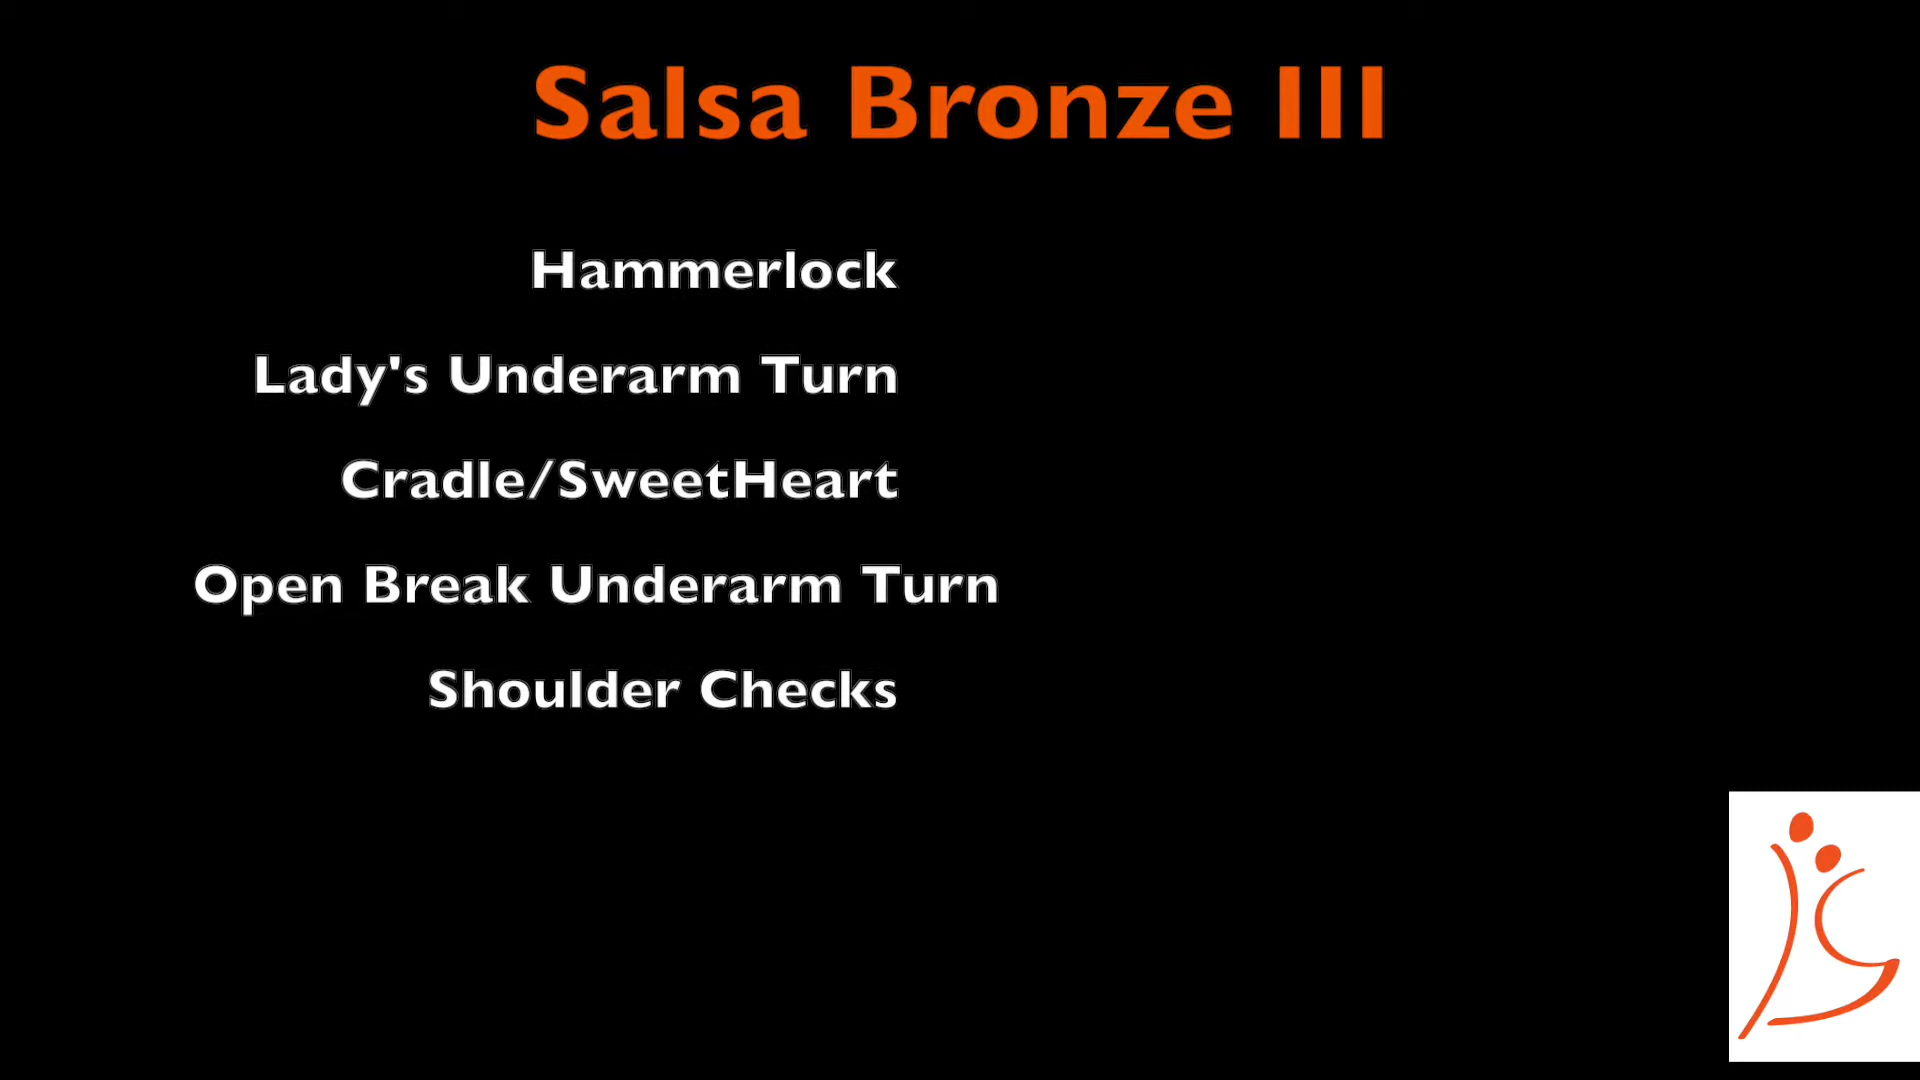 Salsa Bronze III
Hammerlock
Lady's Underarm Turn
Cradle/SweetHeart
Open Break Underarm Turn
Shoulder Checks